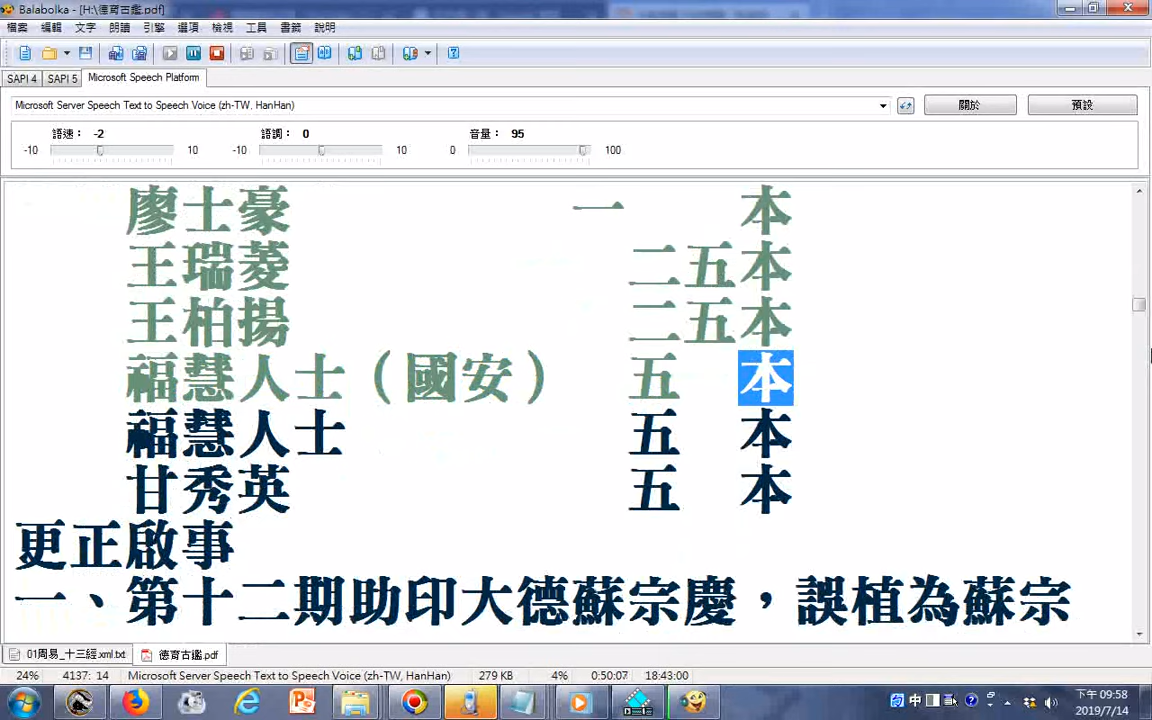 Balabolka - [H:\德育古鑑.pdf]
檔案 編輯 文字 朗讀 引擎 選項 檢視 工具 書籤 說明
SAPI 4 SAPI 5 Microsoft Speech Platform
Microsoft Server Speech Text to Speech Voice (zh-TW, HanHan) 關於 預設
語速： -2 語調： 0 音量： 95
-10 10 -10 10 0 100
廖士豪 一 本
王瑞菱 二五本
王柏揚 二五本
福慧人士（國安） 五 本
福慧人士 五 本
甘秀英 五 本
更正啟事
一、第十二期助印大德蘇宗慶，誤植為蘇宗
01周易_十三經.xml.txt 德育古鑑.pdf
24% 4137: 14 Microsoft Server Speech Text to Speech Voice (zh-TW, HanHan) 279 KB 4% 0:50:07 18:43:00
中 下午 09:58
2019/7/14